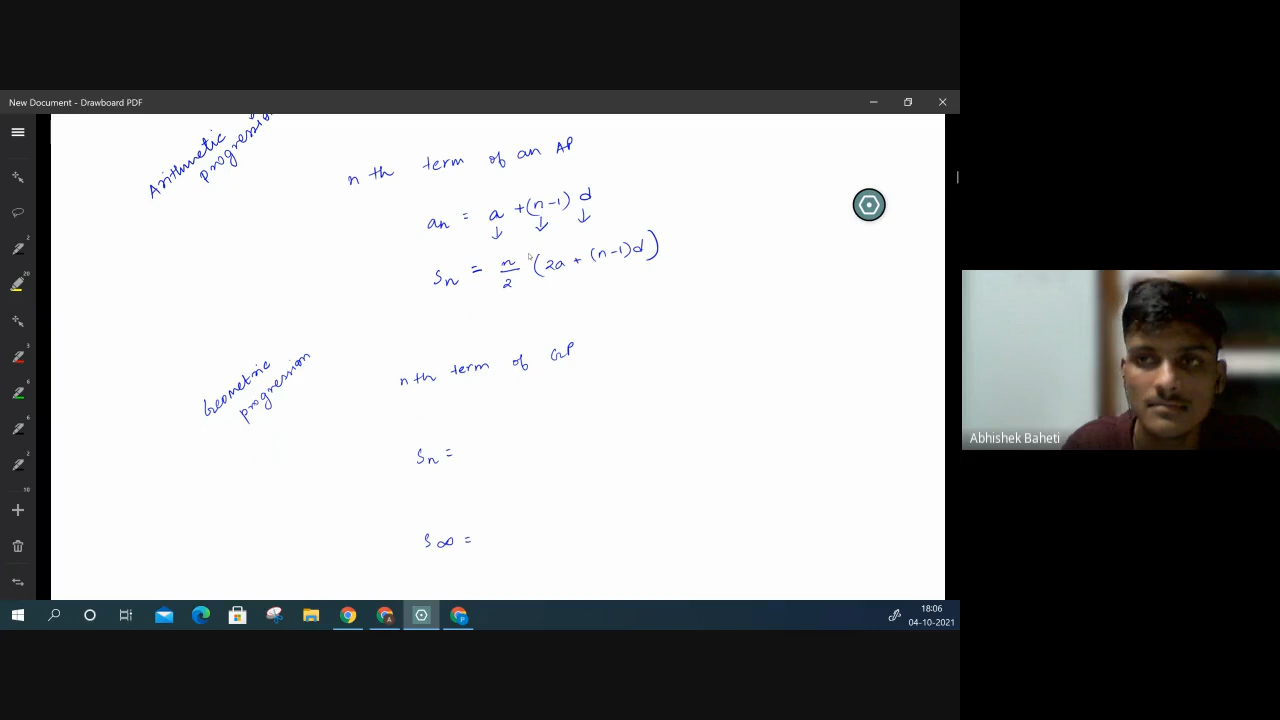 New Document - Drawboard PDF
Arithmetic
progression
n th term of an AP
an = a +(n-1) d
Sn = n/2 (2a + (n-1)d)
Geometric
progression
nth term of GP
Sn =
S∞ =
Abhishek Baheti
18:06
04-10-2021